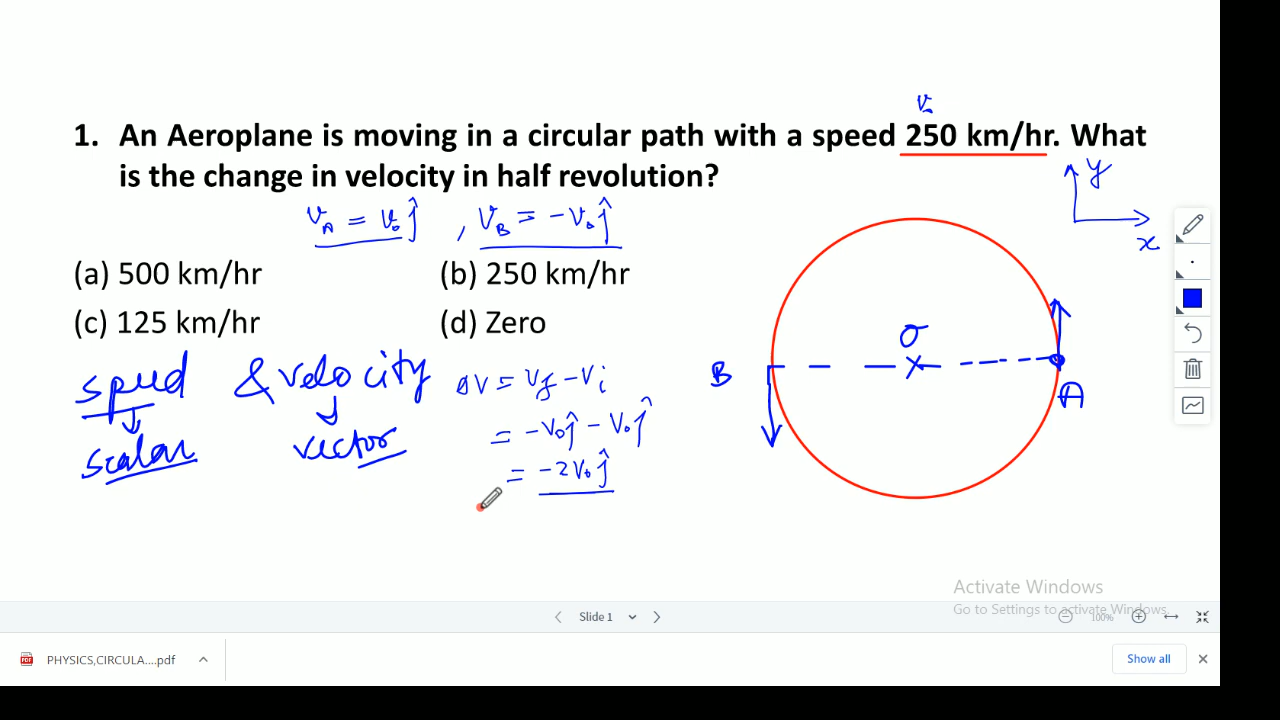 v₀
1. An Aeroplane is moving in a circular path with a speed 250 km/hr. What
is the change in velocity in half revolution?
y
x
v_A = v₀ ĵ , v_B = -v₀ ĵ
(a) 500 km/hr (b) 250 km/hr
(c) 125 km/hr (d) Zero
speed & velocity
scalar vector
ΔV = V_f - V_i
= -V₀ĵ - V₀ĵ
= -2V₀ĵ
O
B
A
Activate Windows
Go to Settings to activate Windows.
Slide 1
100%
PHYSICS,CIRCULA....pdf
Show all